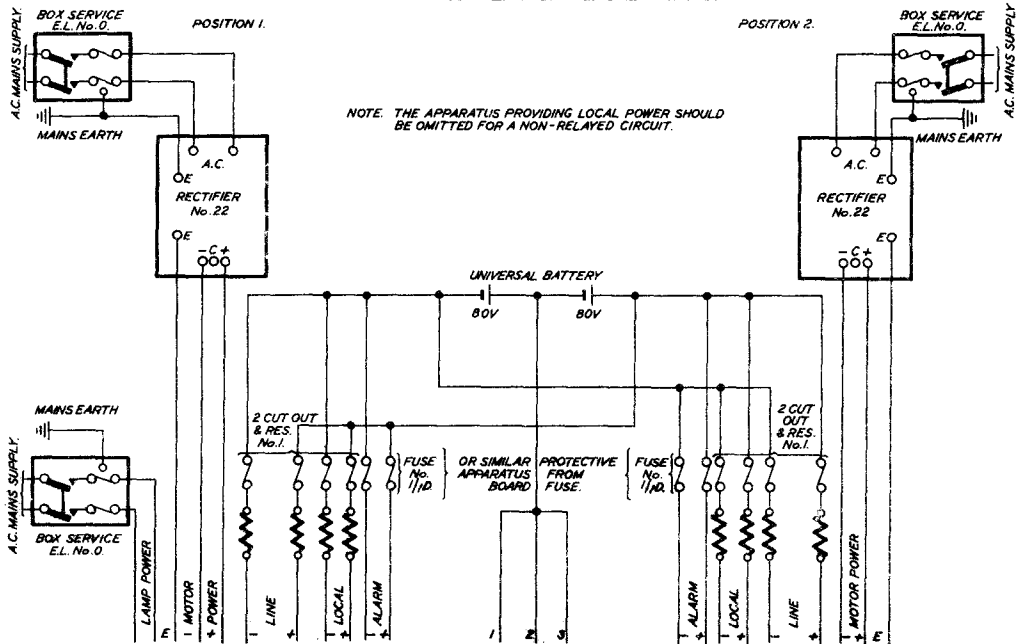 BOX SERVICE
E.L. No.0.
A.C. MAINS SUPPLY.
MAINS EARTH
POSITION 1.
POSITION 2.
BOX SERVICE
E.L. No.0.
A.C. MAINS SUPPLY.
MAINS EARTH
NOTE. THE APPARATUS PROVIDING LOCAL POWER SHOULD
BE OMITTED FOR A NON-RELAYED CIRCUIT.
A.C.
E
RECTIFIER
No.22
E
- C +
A.C.
E
RECTIFIER
No.22
E
- C +
UNIVERSAL BATTERY
80V
80V
MAINS EARTH
A.C. MAINS SUPPLY.
BOX SERVICE
E.L. No.0.
2 CUT OUT
& RES.
No.1.
FUSE
No.
1/1D.
OR SIMILAR PROTECTIVE
APPARATUS FROM
BOARD FUSE.
FUSE
No.
1/1D.
2 CUT
OUT
& RES.
No.1.
LAMP POWER
E
- MOTOR
+ POWER
- LINE +
- LOCAL +
- ALARM +
1 2 3
- ALARM +
- LOCAL +
- LINE +
- MOTOR
+ POWER
E